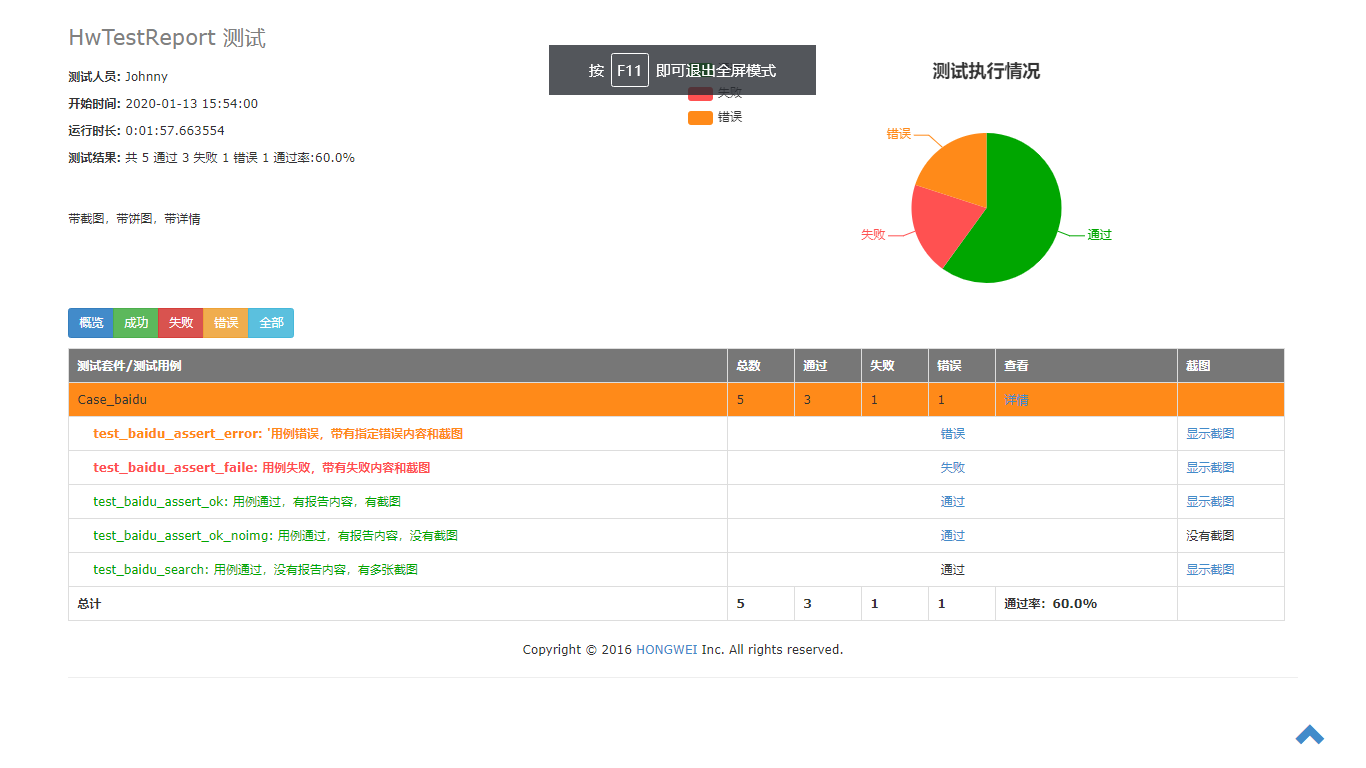 HwTestReport 测试
测试人员: Johnny
开始时间: 2020-01-13 15:54:00
运行时长: 0:01:57.663554
测试结果: 共 5 通过 3 失败 1 错误 1 通过率:60.0%
带截图，带饼图，带详情
按 F11 即可退出全屏模式
失败
错误
测试执行情况
错误
失败
通过
概览 成功 失败 错误 全部
测试套件/测试用例 总数 通过 失败 错误 查看 截图
Case_baidu 5 3 1 1 详情
test_baidu_assert_error: '用例错误，带有指定错误内容和截图 错误 显示截图
test_baidu_assert_faile: 用例失败，带有失败内容和截图 失败 显示截图
test_baidu_assert_ok: 用例通过，有报告内容，有截图 通过 显示截图
test_baidu_assert_ok_noimg: 用例通过，有报告内容，没有截图 通过 没有截图
test_baidu_search: 用例通过，没有报告内容，有多张截图 通过 显示截图
总计 5 3 1 1 通过率：60.0%
Copyright © 2016 HONGWEI Inc. All rights reserved.